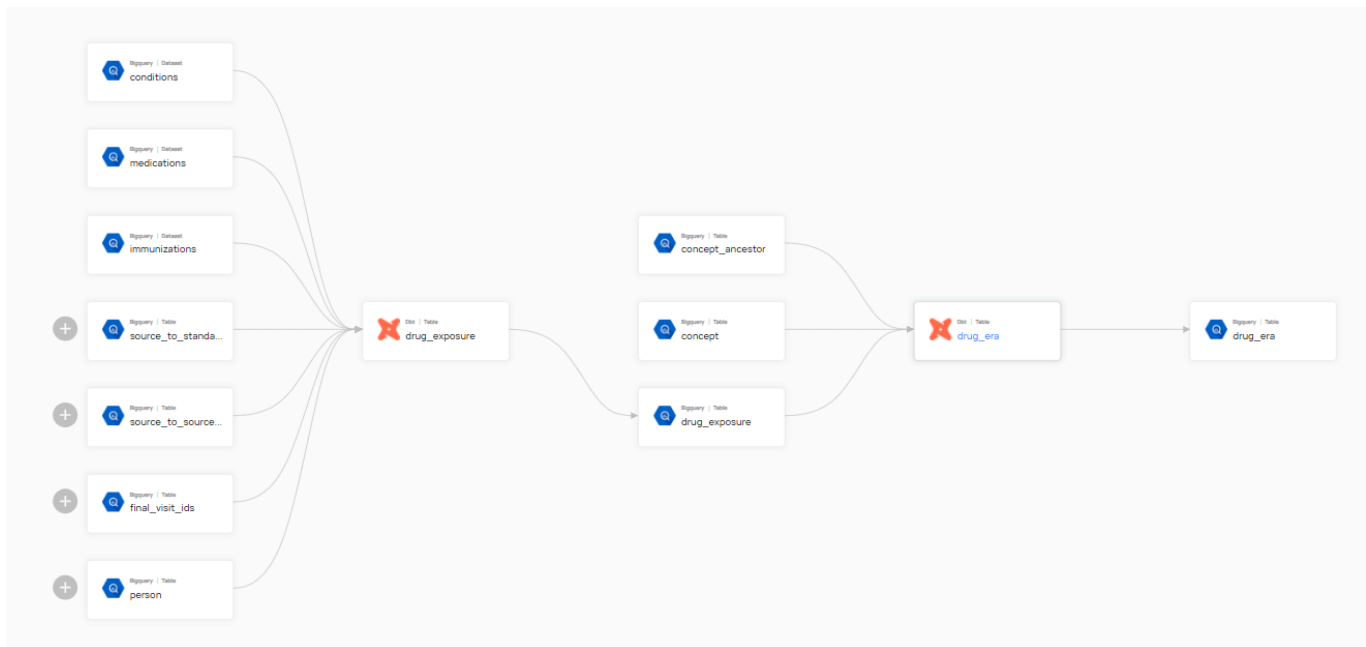 Bigquery | Dataset
conditions
Bigquery | Dataset
medications
Bigquery | Dataset
immunizations
Bigquery | Table
source_to_standa...
Bigquery | Table
source_to_source...
Bigquery | Table
final_visit_ids
Bigquery | Table
person
Dbt | Table
drug_exposure
Bigquery | Table
concept_ancestor
Bigquery | Table
concept
Bigquery | Table
drug_exposure
Dbt | Table
drug_era
Bigquery | Table
drug_era